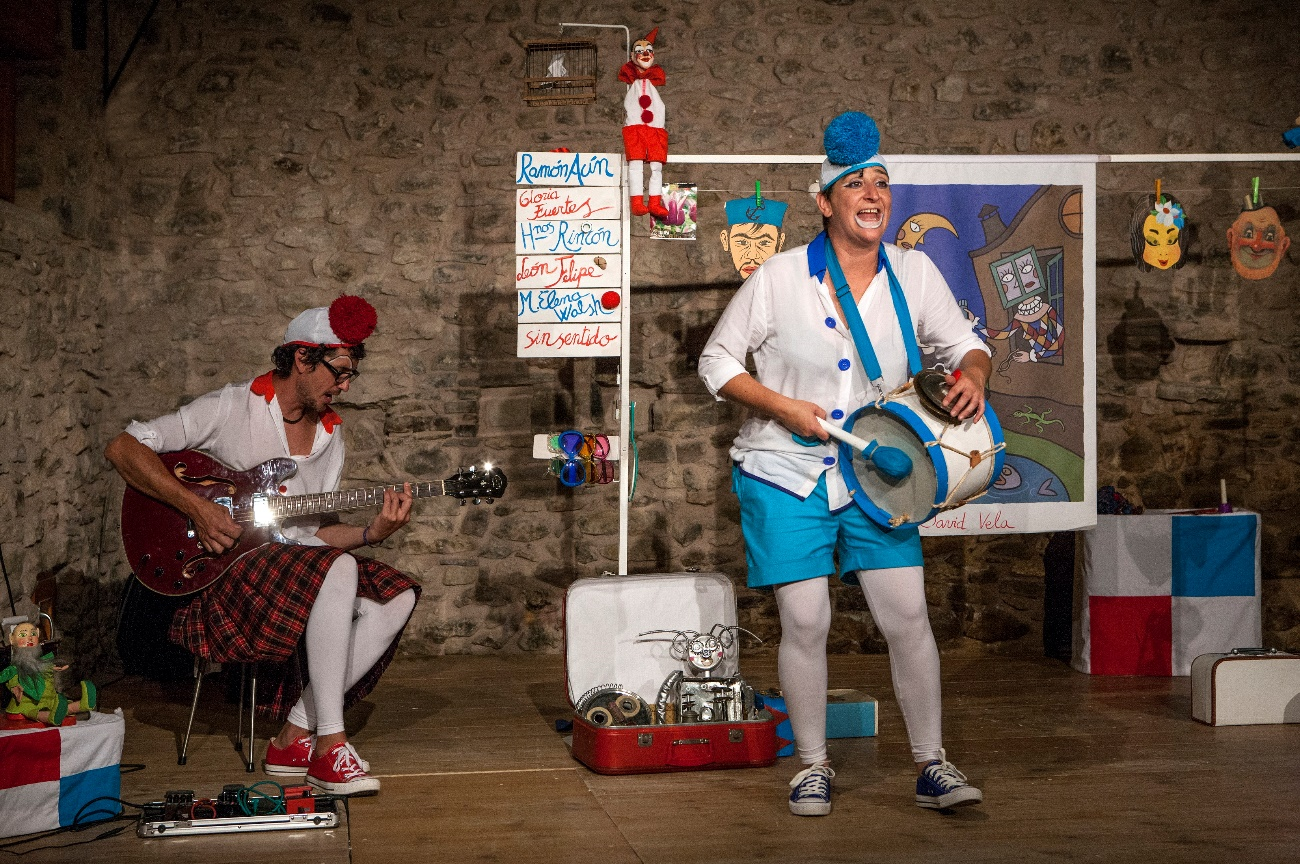 Ramón Acín
Gloria
Fuertes
Hnos Rincón
León Felipe
M. Elena
Walsh
sin sentido
David Vela